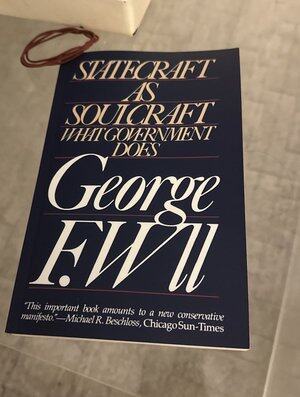 STATECRAFT
AS
SOULCRAFT
WHAT GOVERNMENT
DOES
George
F. Will
"This important book amounts to a new conservative
manifesto."—Michael R. Beschloss, Chicago Sun-Times